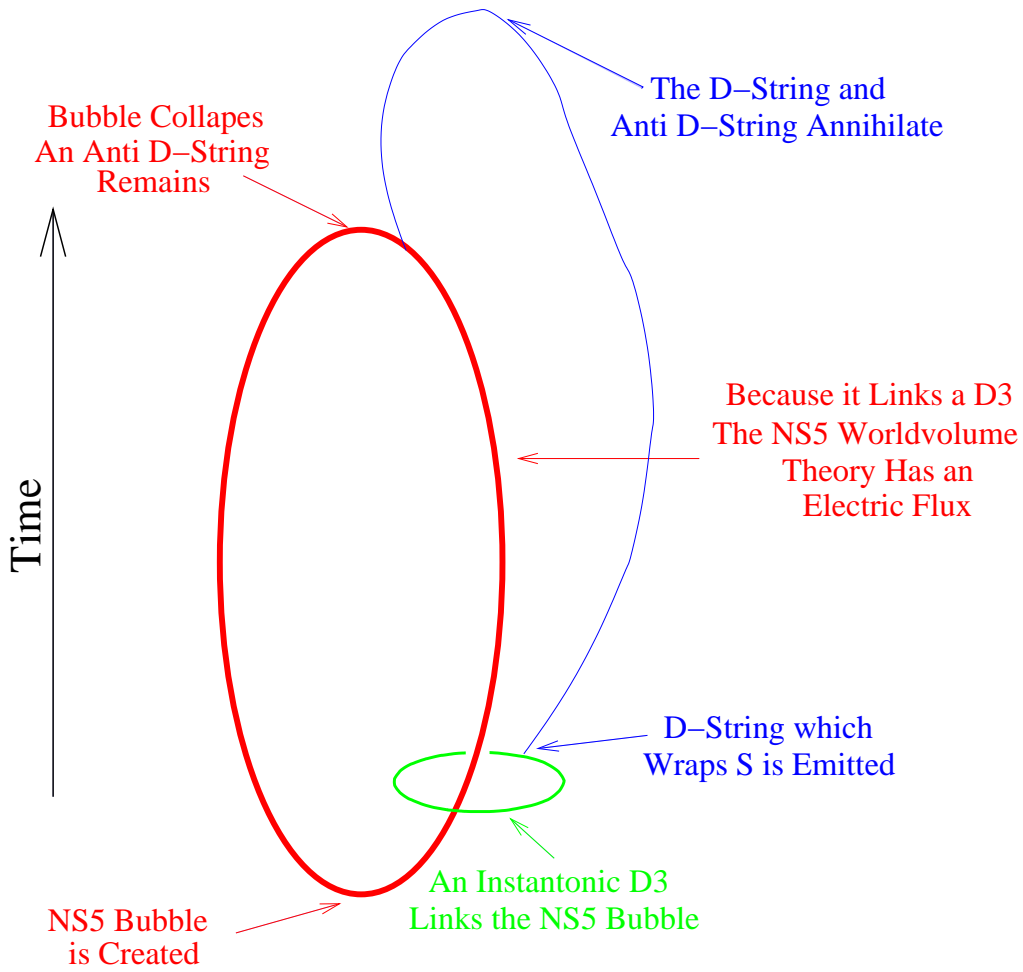 The D–String and
Anti D–String Annihilate
Bubble Collapes
An Anti D–String
Remains
Time
Because it Links a D3
The NS5 Worldvolume
Theory Has an
Electric Flux
D–String which
Wraps S is Emitted
An Instantonic D3
Links the NS5 Bubble
NS5 Bubble
is Created